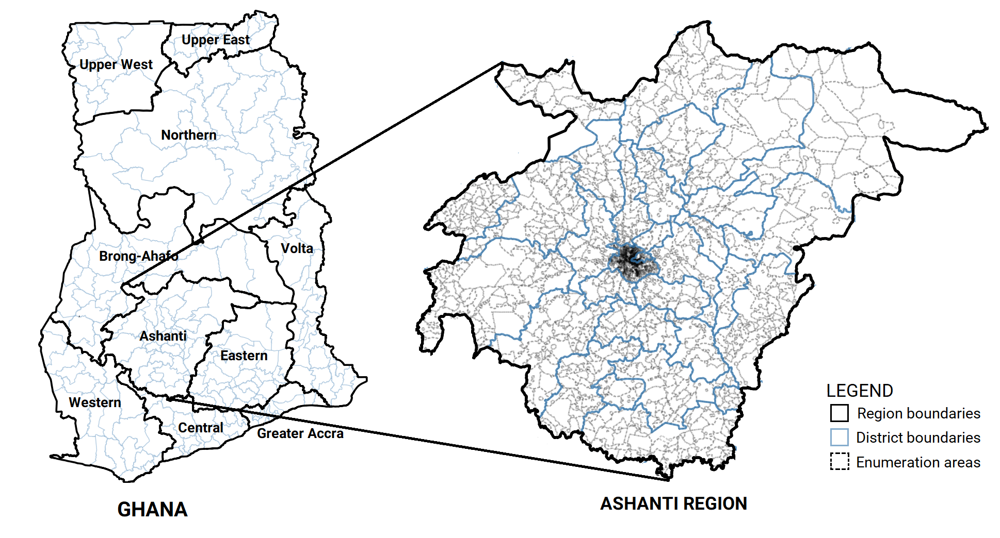 Upper East
Upper West
Northern
Volta
Brong-Ahafo
Ashanti
Eastern
Western
Central
Greater Accra
GHANA
ASHANTI REGION
LEGEND
Region boundaries
District boundaries
Enumeration areas